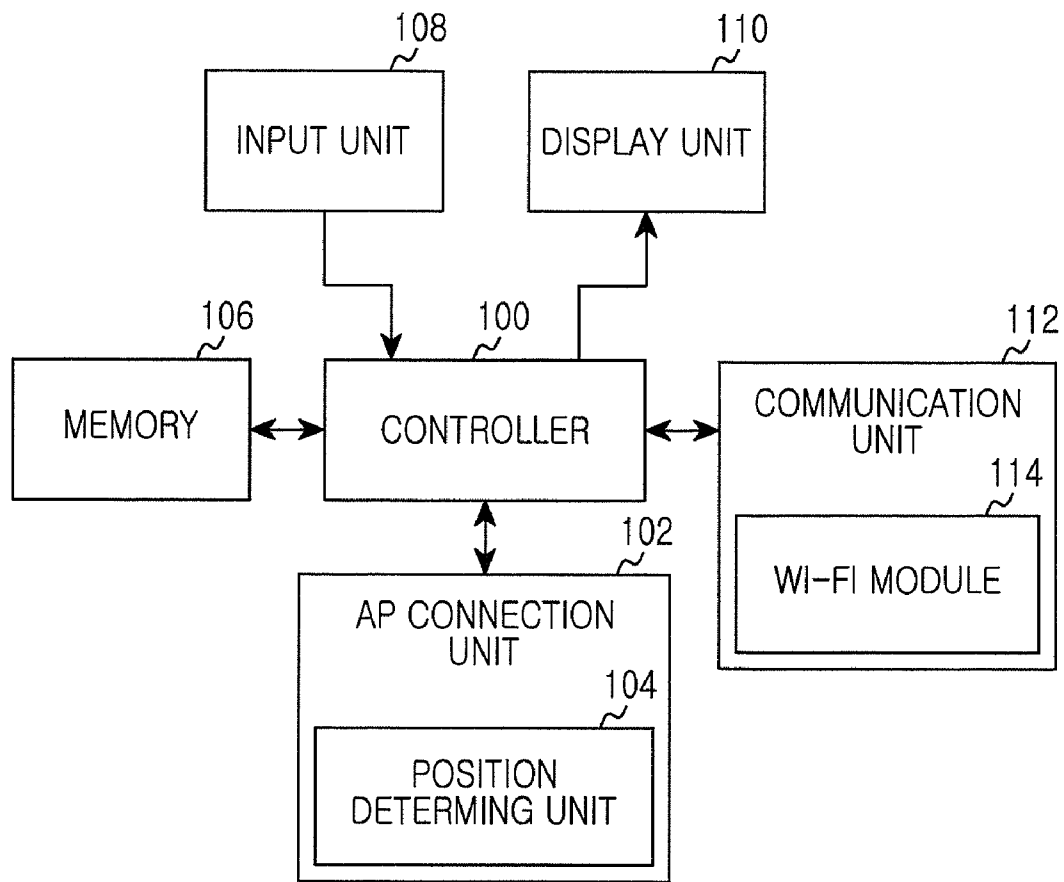 108
110
INPUT UNIT
DISPLAY UNIT
106
100
112
MEMORY
CONTROLLER
COMMUNICATION
UNIT
114
WI-FI MODULE
102
AP CONNECTION
UNIT
104
POSITION
DETERMING UNIT